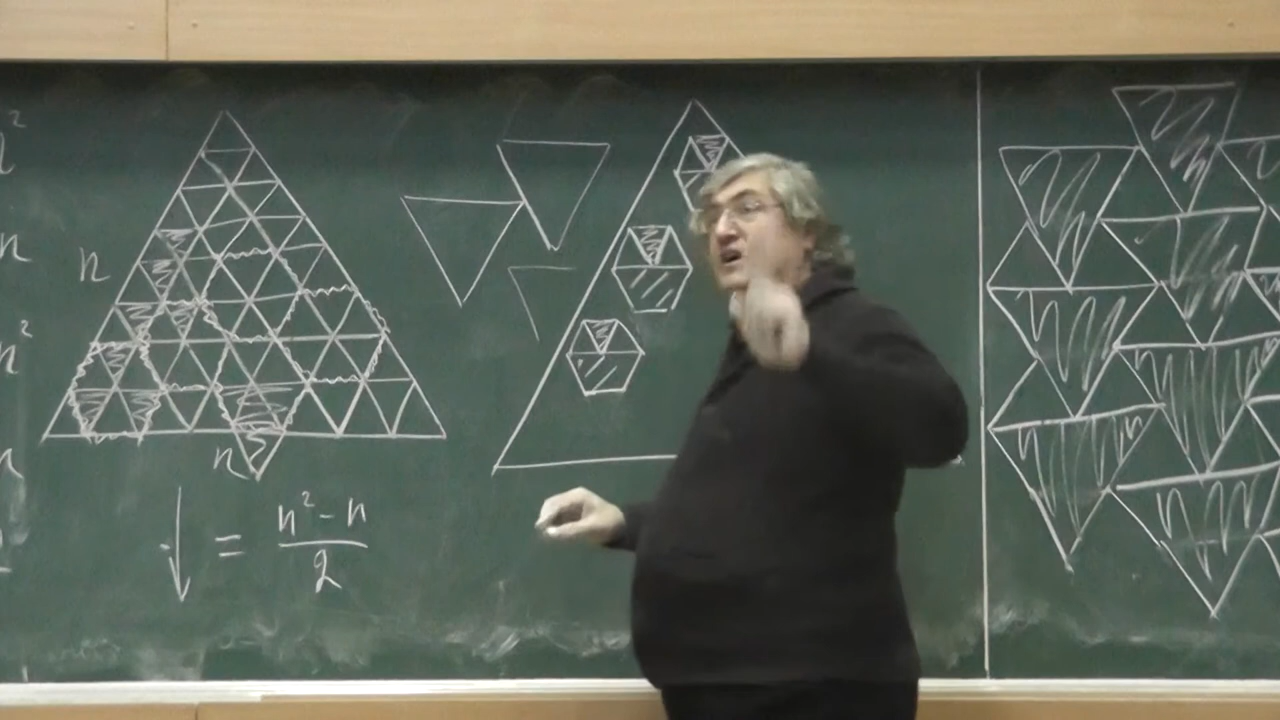 n
n
n²
n
↓ = n² - n / 2